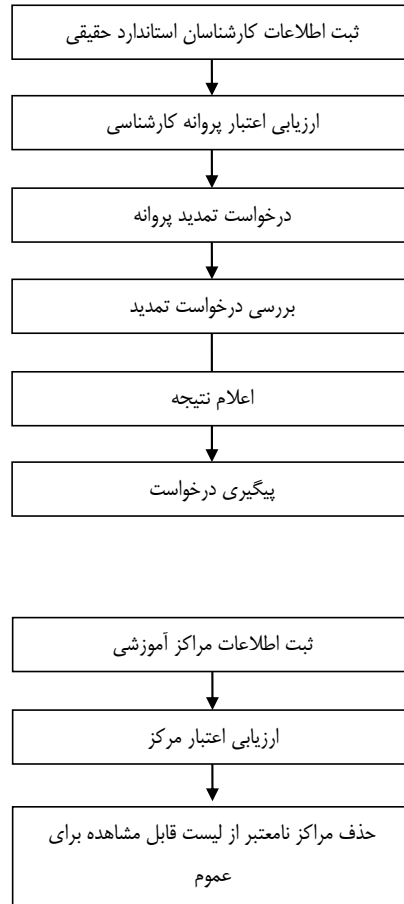 ثبت اطلاعات کارشناسان استاندارد حقیقی
ارزیابی اعتبار پروانه کارشناسی
درخواست تمدید پروانه
بررسی درخواست تمدید
اعلام نتیجه
پیگیری درخواست
ثبت اطلاعات مراکز آموزشی
ارزیابی اعتبار مرکز
حذف مراکز نامعتبر از لیست قابل مشاهده برای
عموم